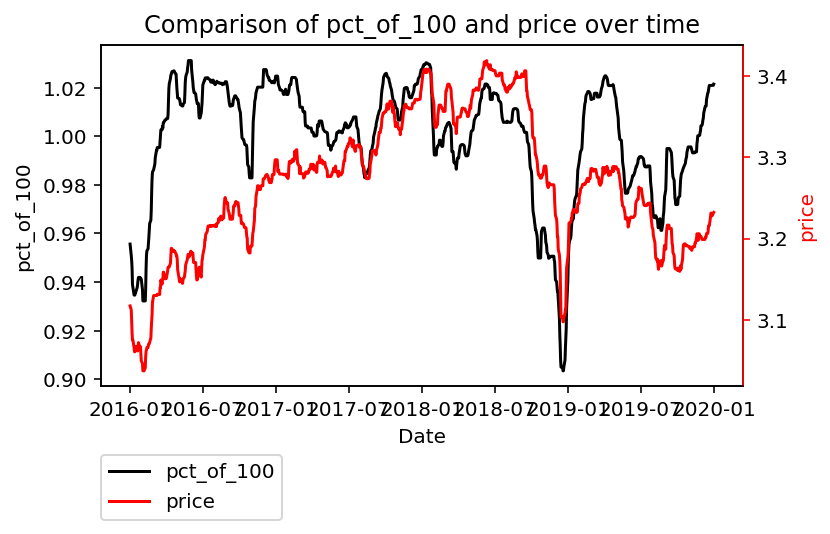 Comparison of pct_of_100 and price over time
pct_of_100
1.02
1.00
0.98
0.96
0.94
0.92
0.90
3.4
3.3
3.2
3.1
price
2016-01 2016-07 2017-01 2017-07 2018-01 2018-07 2019-01 2019-07 2020-01
Date
pct_of_100
price